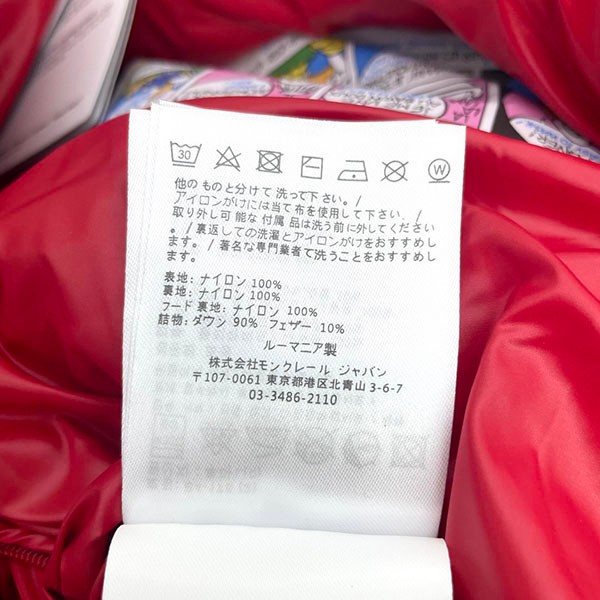 30
W
他の ものと分けて 洗って下 さい。/
アイロンがけには当て 布を使用して下さい。/
取り外し可 能な 付属 品は洗う前に外してください
。/ 裏返しての洗濯とアイロンがけをおすすめし
ます。/ 著名な専門業者で洗うことをおすすめし
ます。
表地: ナイロン 100%
裏地: ナイロン 100%
フード 裏地: ナイロン 100%
詰物: ダウン 90% フェザー 10%
ルーマニア製
株式会社モンクレール ジャパン
〒107-0061 東京都港区北青山 3-6-7
03-3486-2110